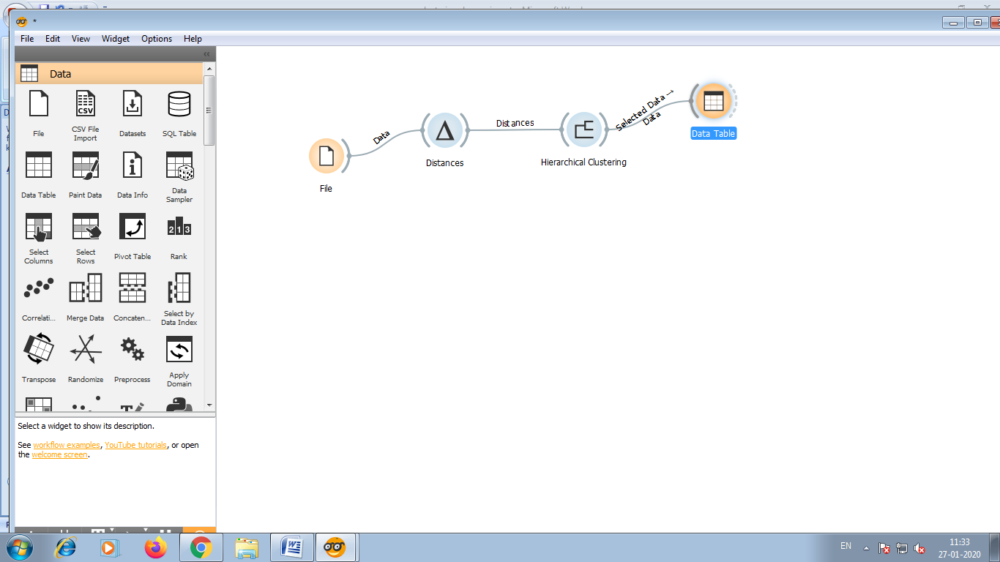 *
File Edit View Widget Options Help
Data
File
CSV File Import
Datasets
SQL Table
Data Table
Paint Data
Data Info
Data Sampler
Select Columns
Select Rows
Pivot Table
Rank
Correlati...
Merge Data
Concaten...
Select by Data Index
Transpose
Randomize
Preprocess
Apply Domain
Select a widget to show its description.
See workflow examples, YouTube tutorials, or open
the welcome screen.
File
Data
Distances
Distances
Hierarchical Clustering
Selected Data →
Data
Data Table
EN
11:33
27-01-2020